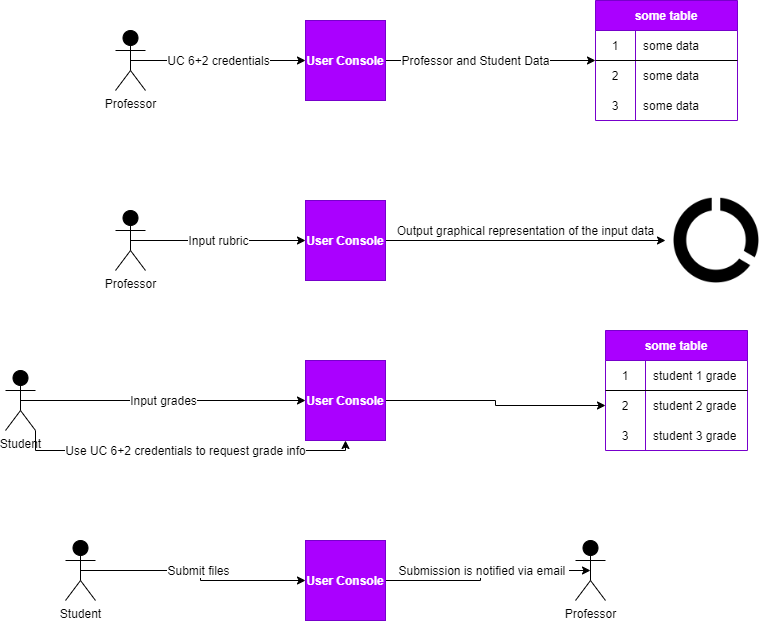 some table
1 some data
UC 6+2 credentials
User Console
Professor and Student Data
2 some data
3 some data
Professor
Input rubric
User Console
Output graphical representation of the input data
Professor
some table
1 student 1 grade
Input grades
User Console
2 student 2 grade
3 student 3 grade
Student
Use UC 6+2 credentials to request grade info
Submit files
User Console
Submission is notified via email
Student
Professor